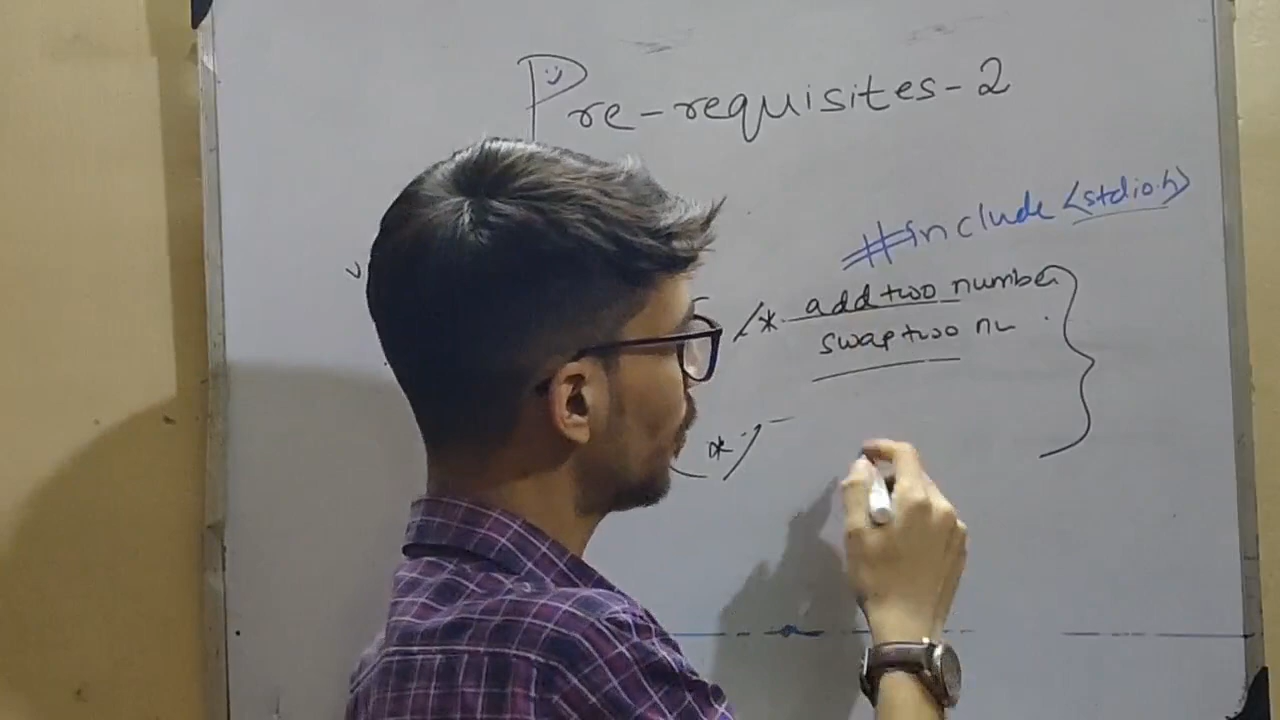 Pre-requisites-2
#include <stdio.h>
/* add two number
swap two nu
*/